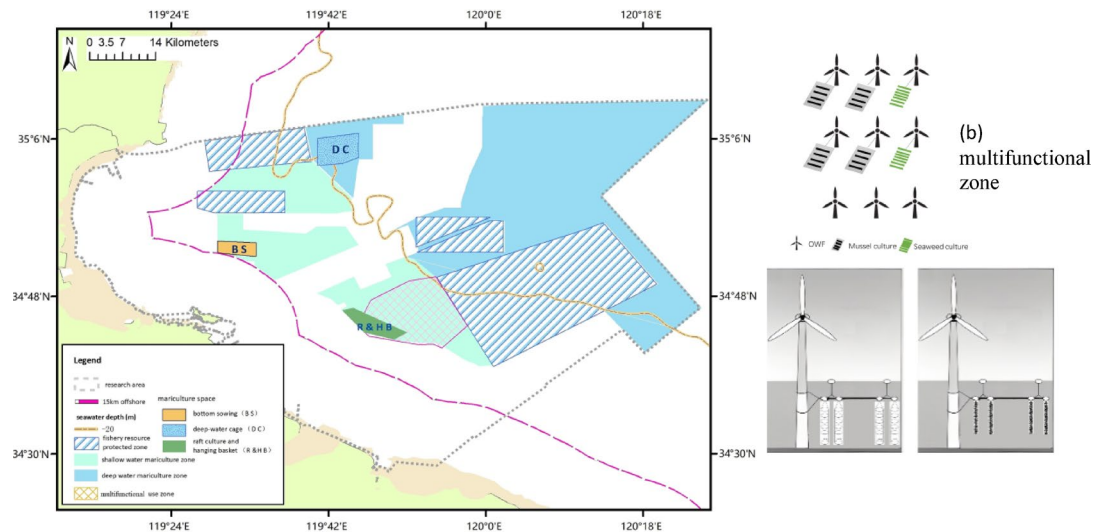 119°24′E 119°42′E 120°0′E 120°18′E
N
0 3.5 7 14 Kilometers
35°6′N
35°6′N
D C
B S
34°48′N
34°48′N
R & H B
34°30′N
34°30′N
Legend
research area
15km offshore
seawater depth (m)
-20
fishery resource
protected zone
shallow water mariculture zone
deep water mariculture zone
multifunctional use zone
mariculture space
bottom sowing（B S）
deep-water cage（D C）
raft culture and
hanging basket（R &H B）
119°24′E 119°42′E 120°0′E 120°18′E
(b)
multifunctional
zone
OWF Mussel culture Seaweed culture